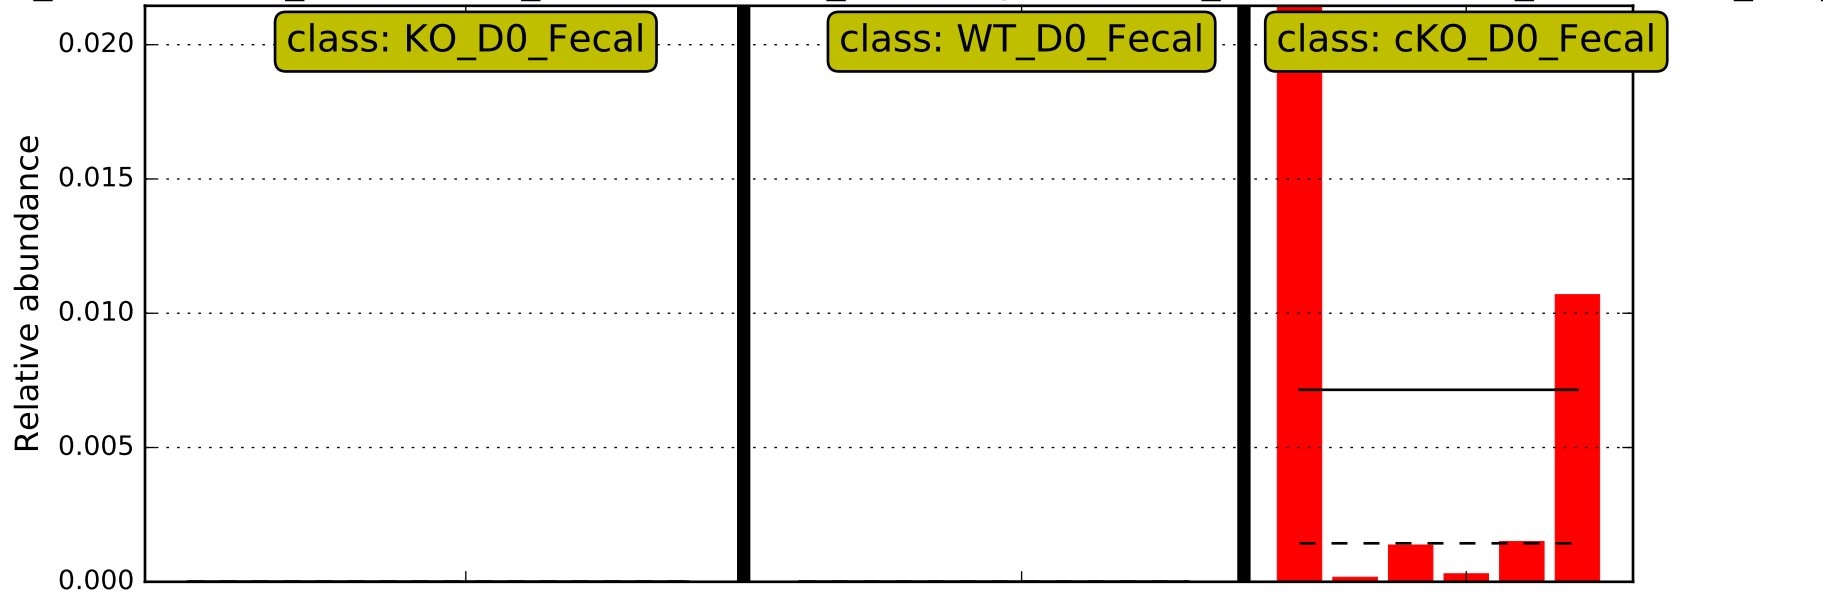 class: KO_D0_Fecal
class: WT_D0_Fecal
class: cKO_D0_Fecal
Relative abundance
0.020
0.015
0.010
0.005
0.000